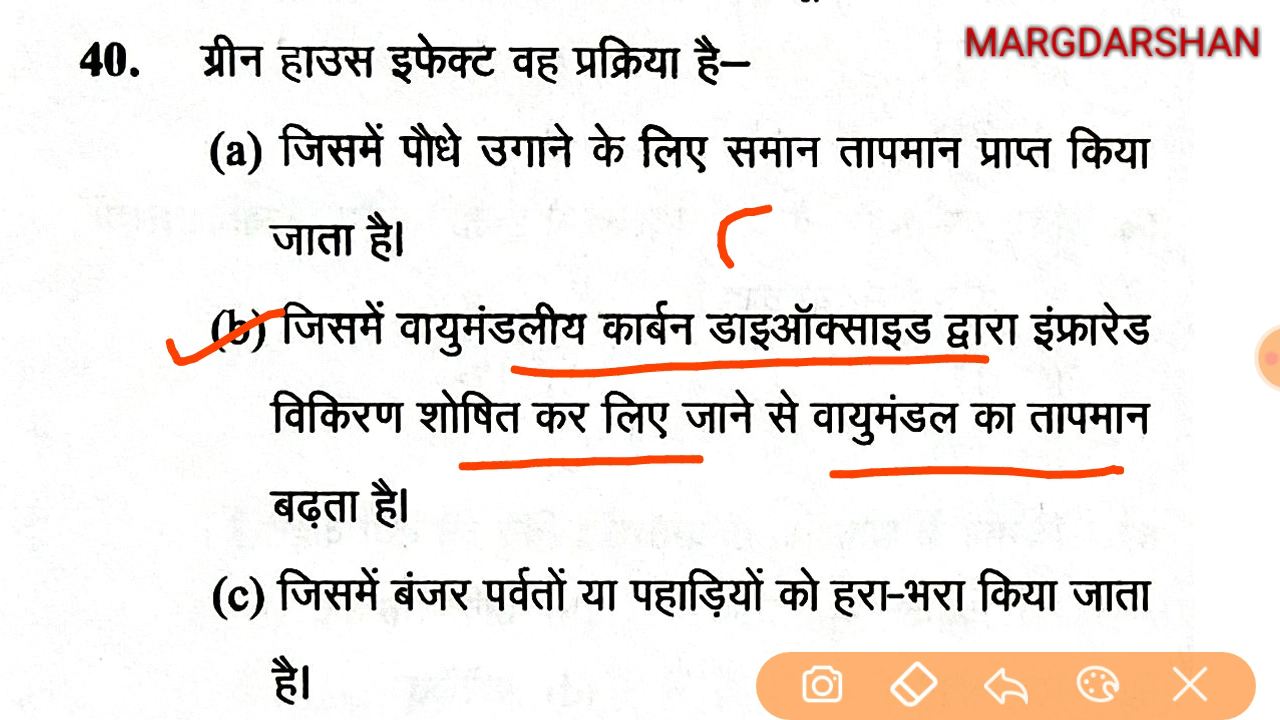 MARGDARSHAN
40. ग्रीन हाउस इफेक्ट वह प्रक्रिया है–
(a) जिसमें पौधे उगाने के लिए समान तापमान प्राप्त किया
जाता है।
(b) जिसमें वायुमंडलीय कार्बन डाइऑक्साइड द्वारा इंफ्रारेड
विकिरण शोषित कर लिए जाने से वायुमंडल का तापमान
बढ़ता है।
(c) जिसमें बंजर पर्वतों या पहाड़ियों को हरा-भरा किया जाता
है।